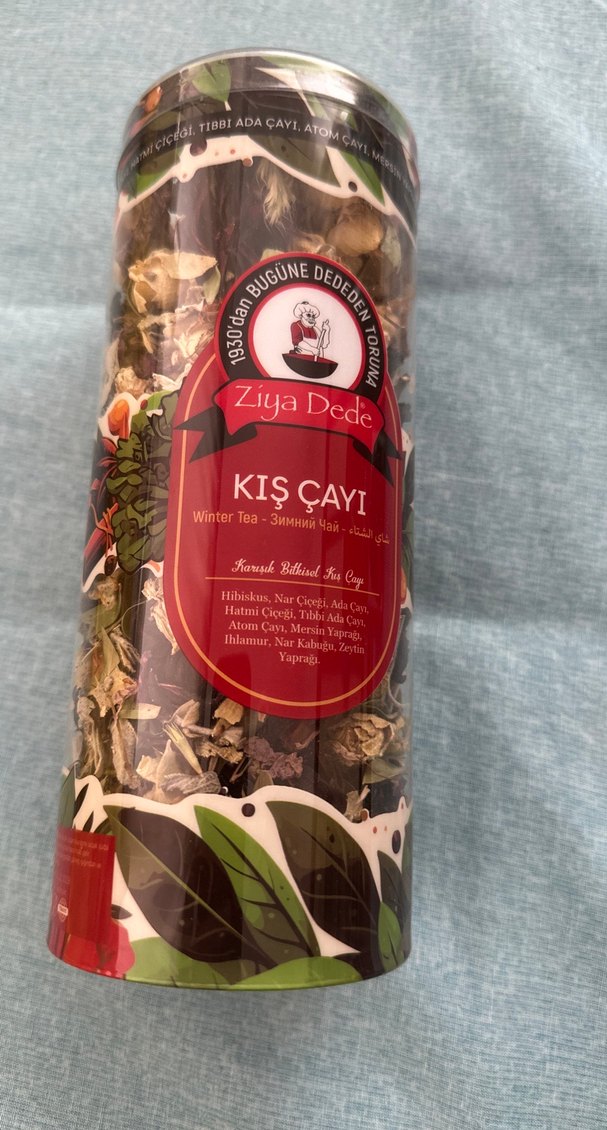 HATMİ ÇİÇEĞİ, TIBBİ ADA ÇAYI, ATOM ÇAYI, MERSİN
1930'dan BUGÜNE DEDEDEN TORUNA
Ziya Dede
KIŞ ÇAYI
Winter Tea - Зимний Чай - شاي الشتاء
Karışık Bitkisel Kış Çayı
Hibiskus, Nar Çiçeği, Ada Çayı,
Hatmi Çiçeği, Tıbbi Ada Çayı,
Atom Çayı, Mersin Yaprağı,
Ihlamur, Nar Kabuğu, Zeytin
Yaprağı.